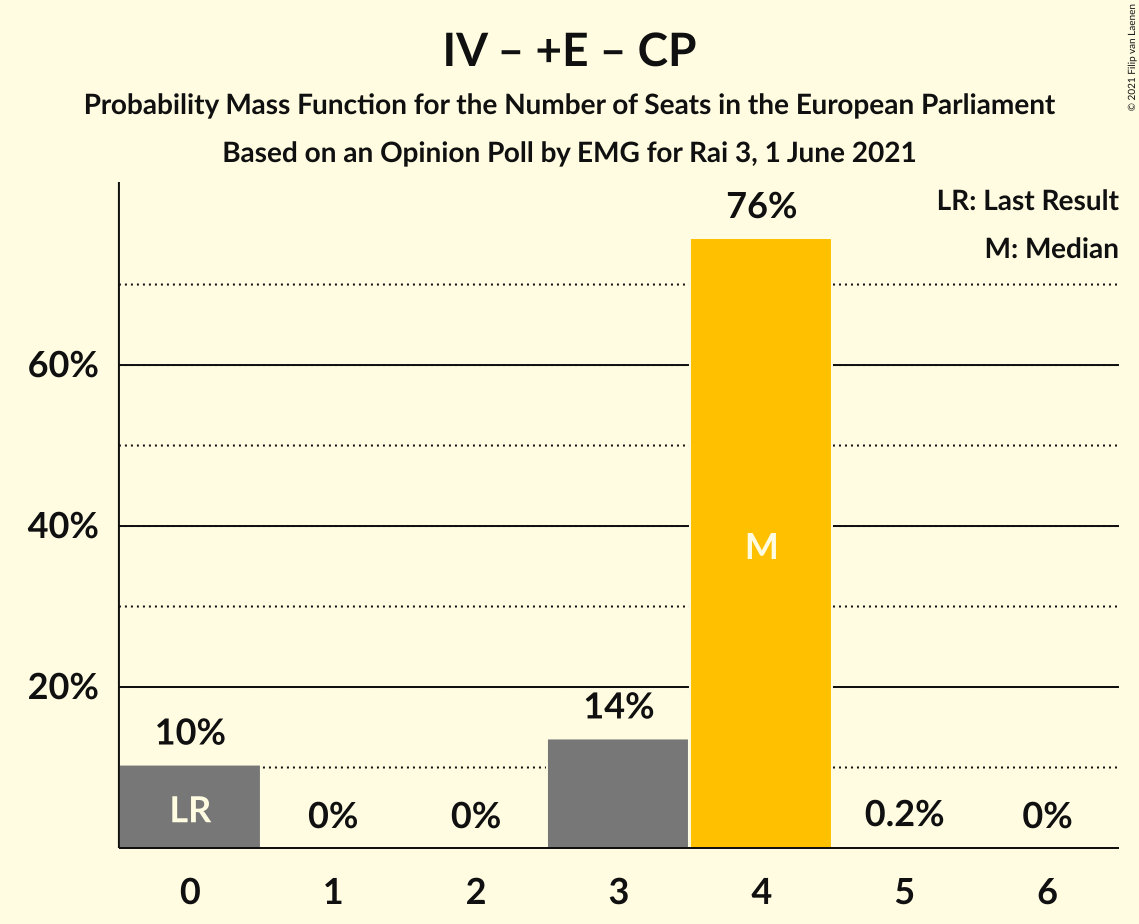 IV – +E – CP
Probability Mass Function for the Number of Seats in the European Parliament
Based on an Opinion Poll by EMG for Rai 3, 1 June 2021
© 2021 Filip van Laenen
LR: Last Result
M: Median
76%
60%
40%
M
20%
14%
10%
LR
0%
0%
0.2%
0%
0 1 2 3 4 5 6